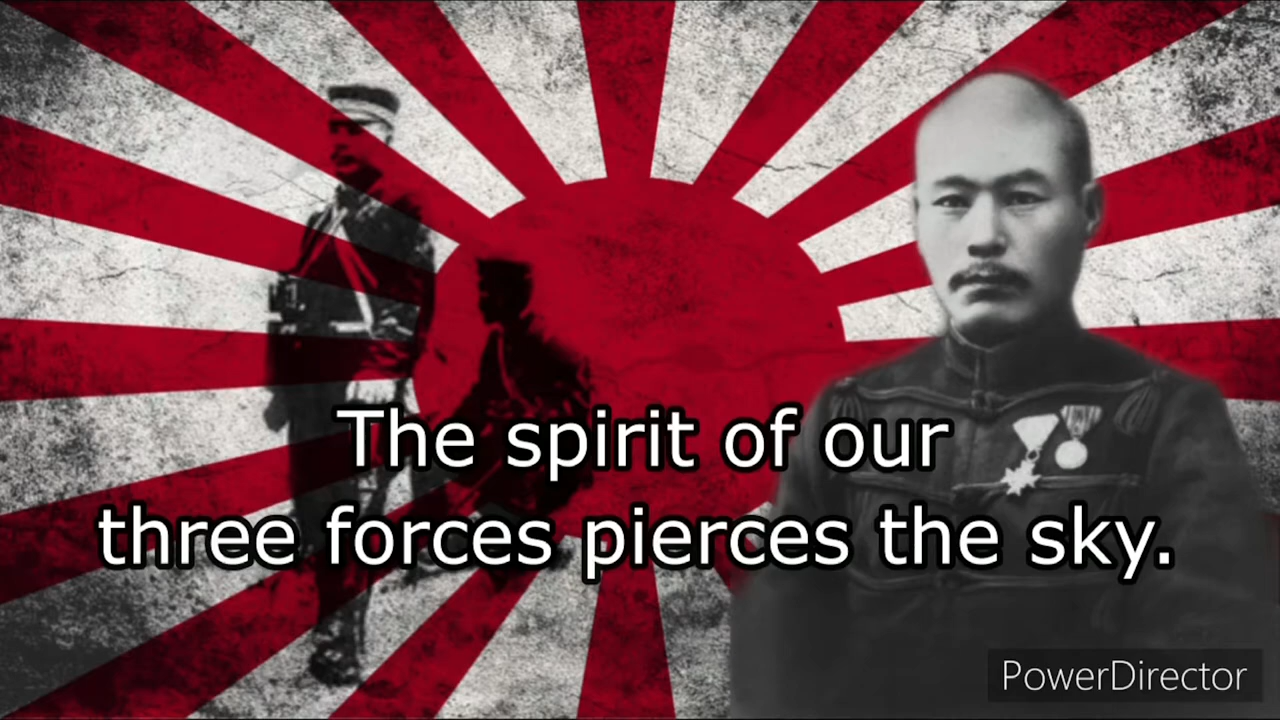 The spirit of our
three forces pierces the sky.
PowerDirector